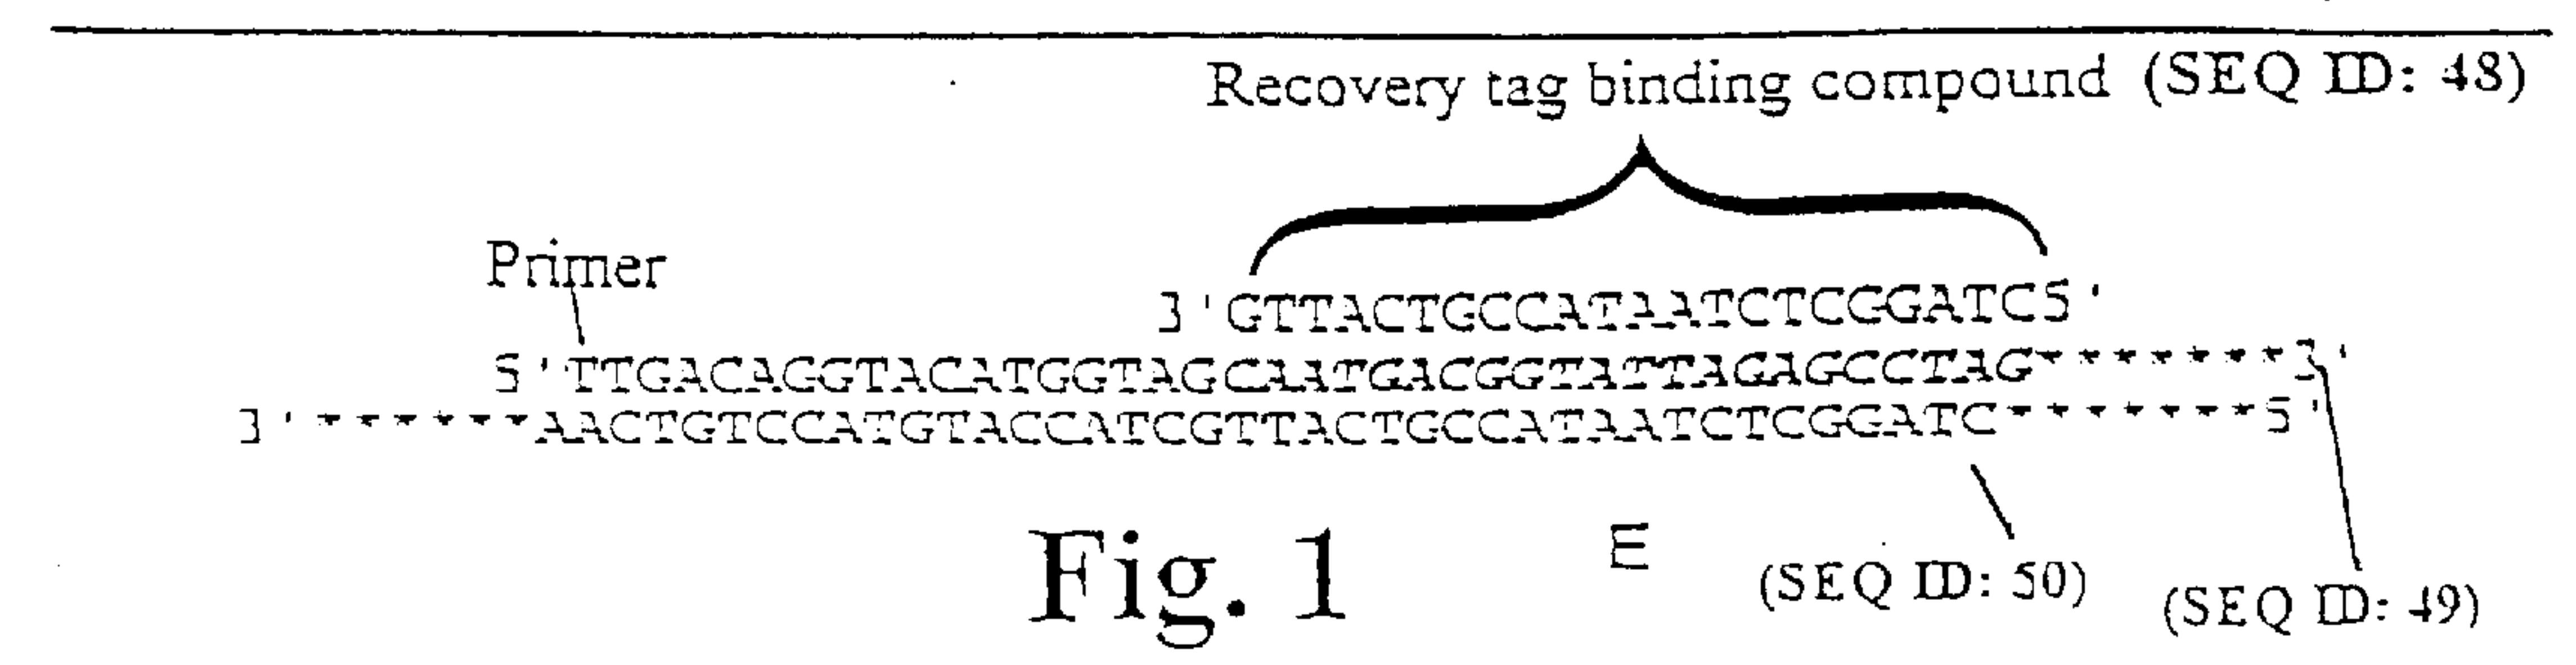 Recovery tag binding compound (SEQ ID: 48)
Primer
3'GTTACTGCCATAATCTCGGATC5'
5'TTGACAGGTACATGGTAGCAATGACGGTATTAGAGCCTAG*******3'
3'******AACTGTCCATGTACCATCGTTACTGCCATAATCTCGGATC*******5'
Fig. 1 E
(SEQ ID: 50)
(SEQ ID: 49)